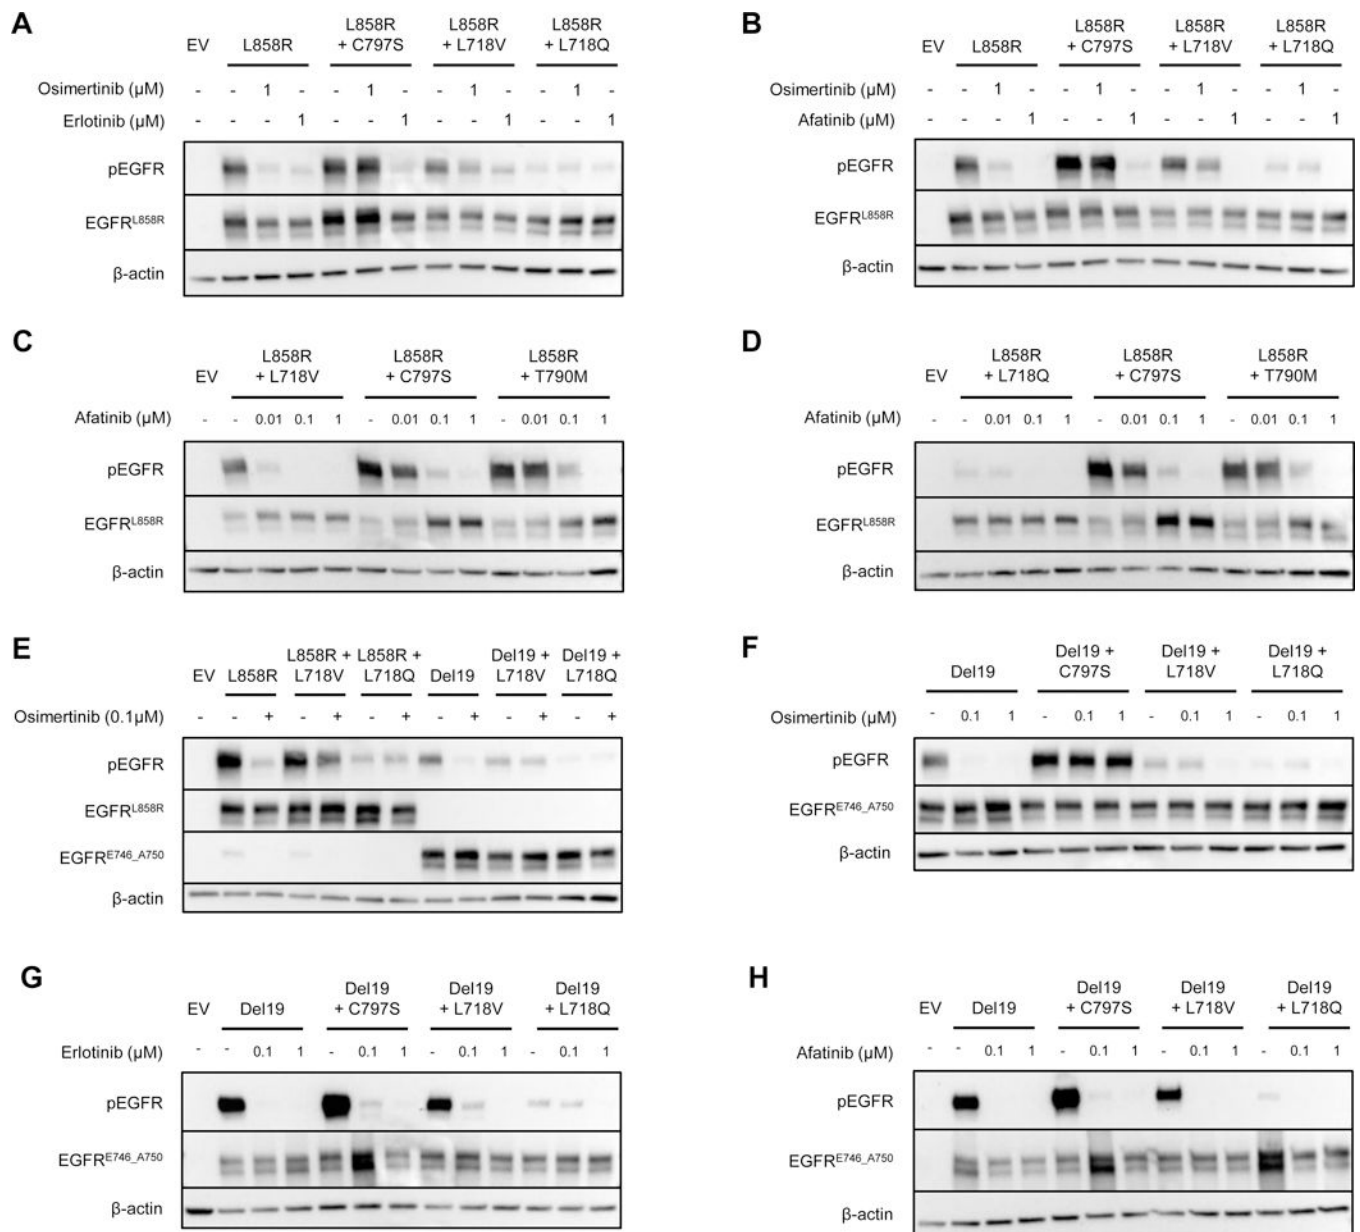 A
EV L858R L858R + C797S L858R + L718V L858R + L718Q
Osimertinib (µM) - - 1 - - 1 - - 1 - - 1 -
Erlotinib (µM) - - - 1 - - 1 - - 1 - - 1
pEGFR
EGFRL858R
β-actin
B
EV L858R L858R + C797S L858R + L718V L858R + L718Q
Osimertinib (µM) - - 1 - - 1 - - 1 - - 1 -
Afatinib (µM) - - - 1 - - 1 - - 1 - - 1
pEGFR
EGFRL858R
β-actin
C
EV L858R + L718V L858R + C797S L858R + T790M
Afatinib (µM) - - 0.01 0.1 1 - 0.01 0.1 1 - 0.01 0.1 1
pEGFR
EGFRL858R
β-actin
D
EV L858R + L718Q L858R + C797S L858R + T790M
Afatinib (µM) - - 0.01 0.1 1 - 0.01 0.1 1 - 0.01 0.1 1
pEGFR
EGFRL858R
β-actin
E
EV L858R L858R + L718V L858R + L718Q Del19 Del19 + L718V Del19 + L718Q
Osimertinib (0.1µM) - - + - + - + - + - + - +
pEGFR
EGFRL858R
EGFRE746_A750
β-actin
F
Del19 Del19 + C797S Del19 + L718V Del19 + L718Q
Osimertinib (µM) - 0.1 1 - 0.1 1 - 0.1 1 - 0.1 1
pEGFR
EGFRE746_A750
β-actin
G
EV Del19 Del19 + C797S Del19 + L718V Del19 + L718Q
Erlotinib (µM) - - 0.1 1 - 0.1 1 - 0.1 1 - 0.1 1
pEGFR
EGFRE746_A750
β-actin
H
EV Del19 Del19 + C797S Del19 + L718V Del19 + L718Q
Afatinib (µM) - - 0.1 1 - 0.1 1 - 0.1 1 - 0.1 1
pEGFR
EGFRE746_A750
β-actin